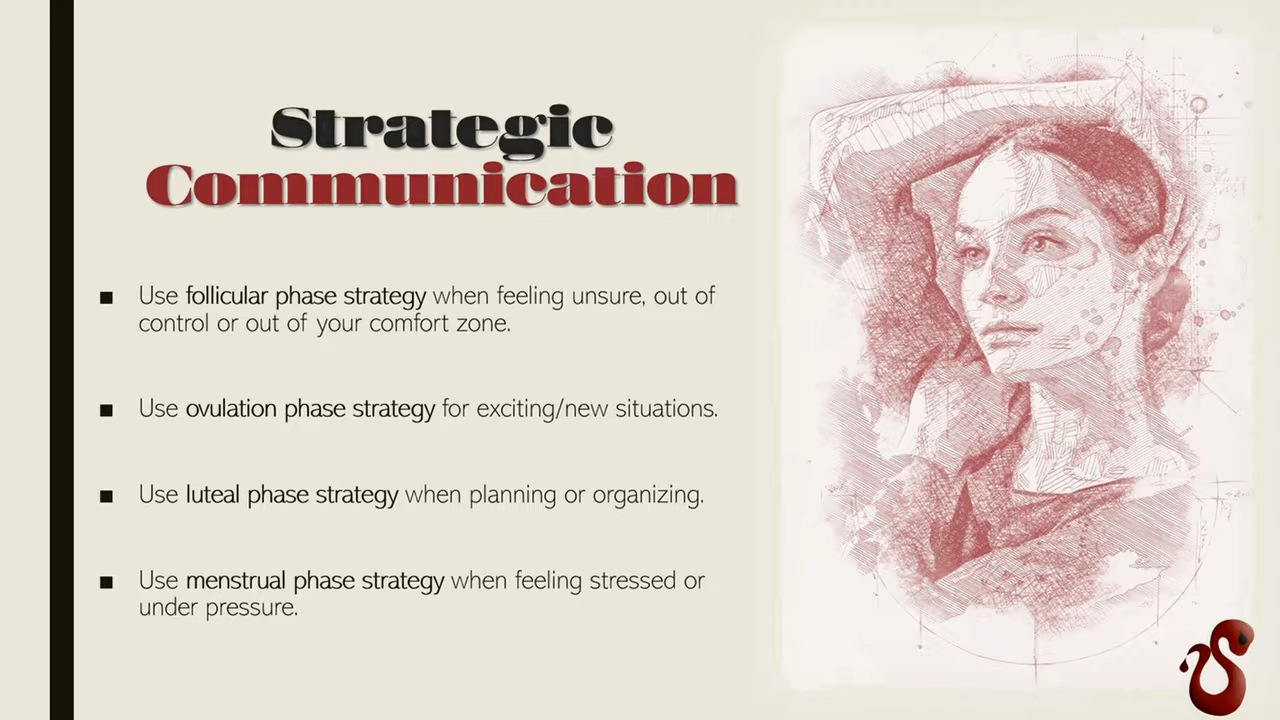 Strategic
Communication
■ Use follicular phase strategy when feeling unsure, out of
control or out of your comfort zone.
■ Use ovulation phase strategy for exciting/new situations.
■ Use luteal phase strategy when planning or organizing.
■ Use menstrual phase strategy when feeling stressed or
under pressure.